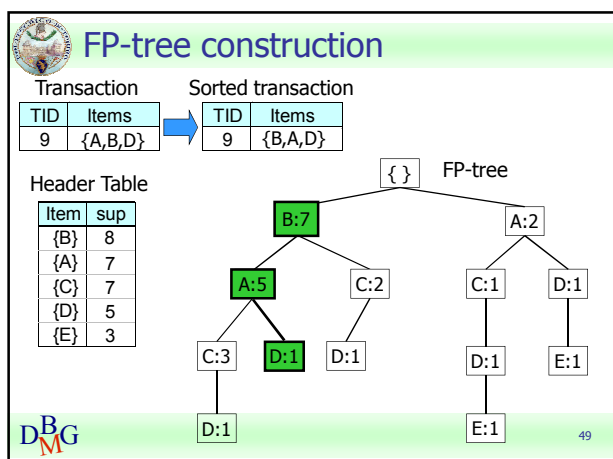 FP-tree construction
Transaction
Sorted transaction
TID Items
9 {A,B,D}
TID Items
9 {B,A,D}
Header Table
Item sup
{B} 8
{A} 7
{C} 7
{D} 5
{E} 3
FP-tree
{ }
B:7 A:2
A:5 C:2 C:1 D:1
C:3 D:1 D:1 D:1 E:1
D:1 E:1
DBMG
49